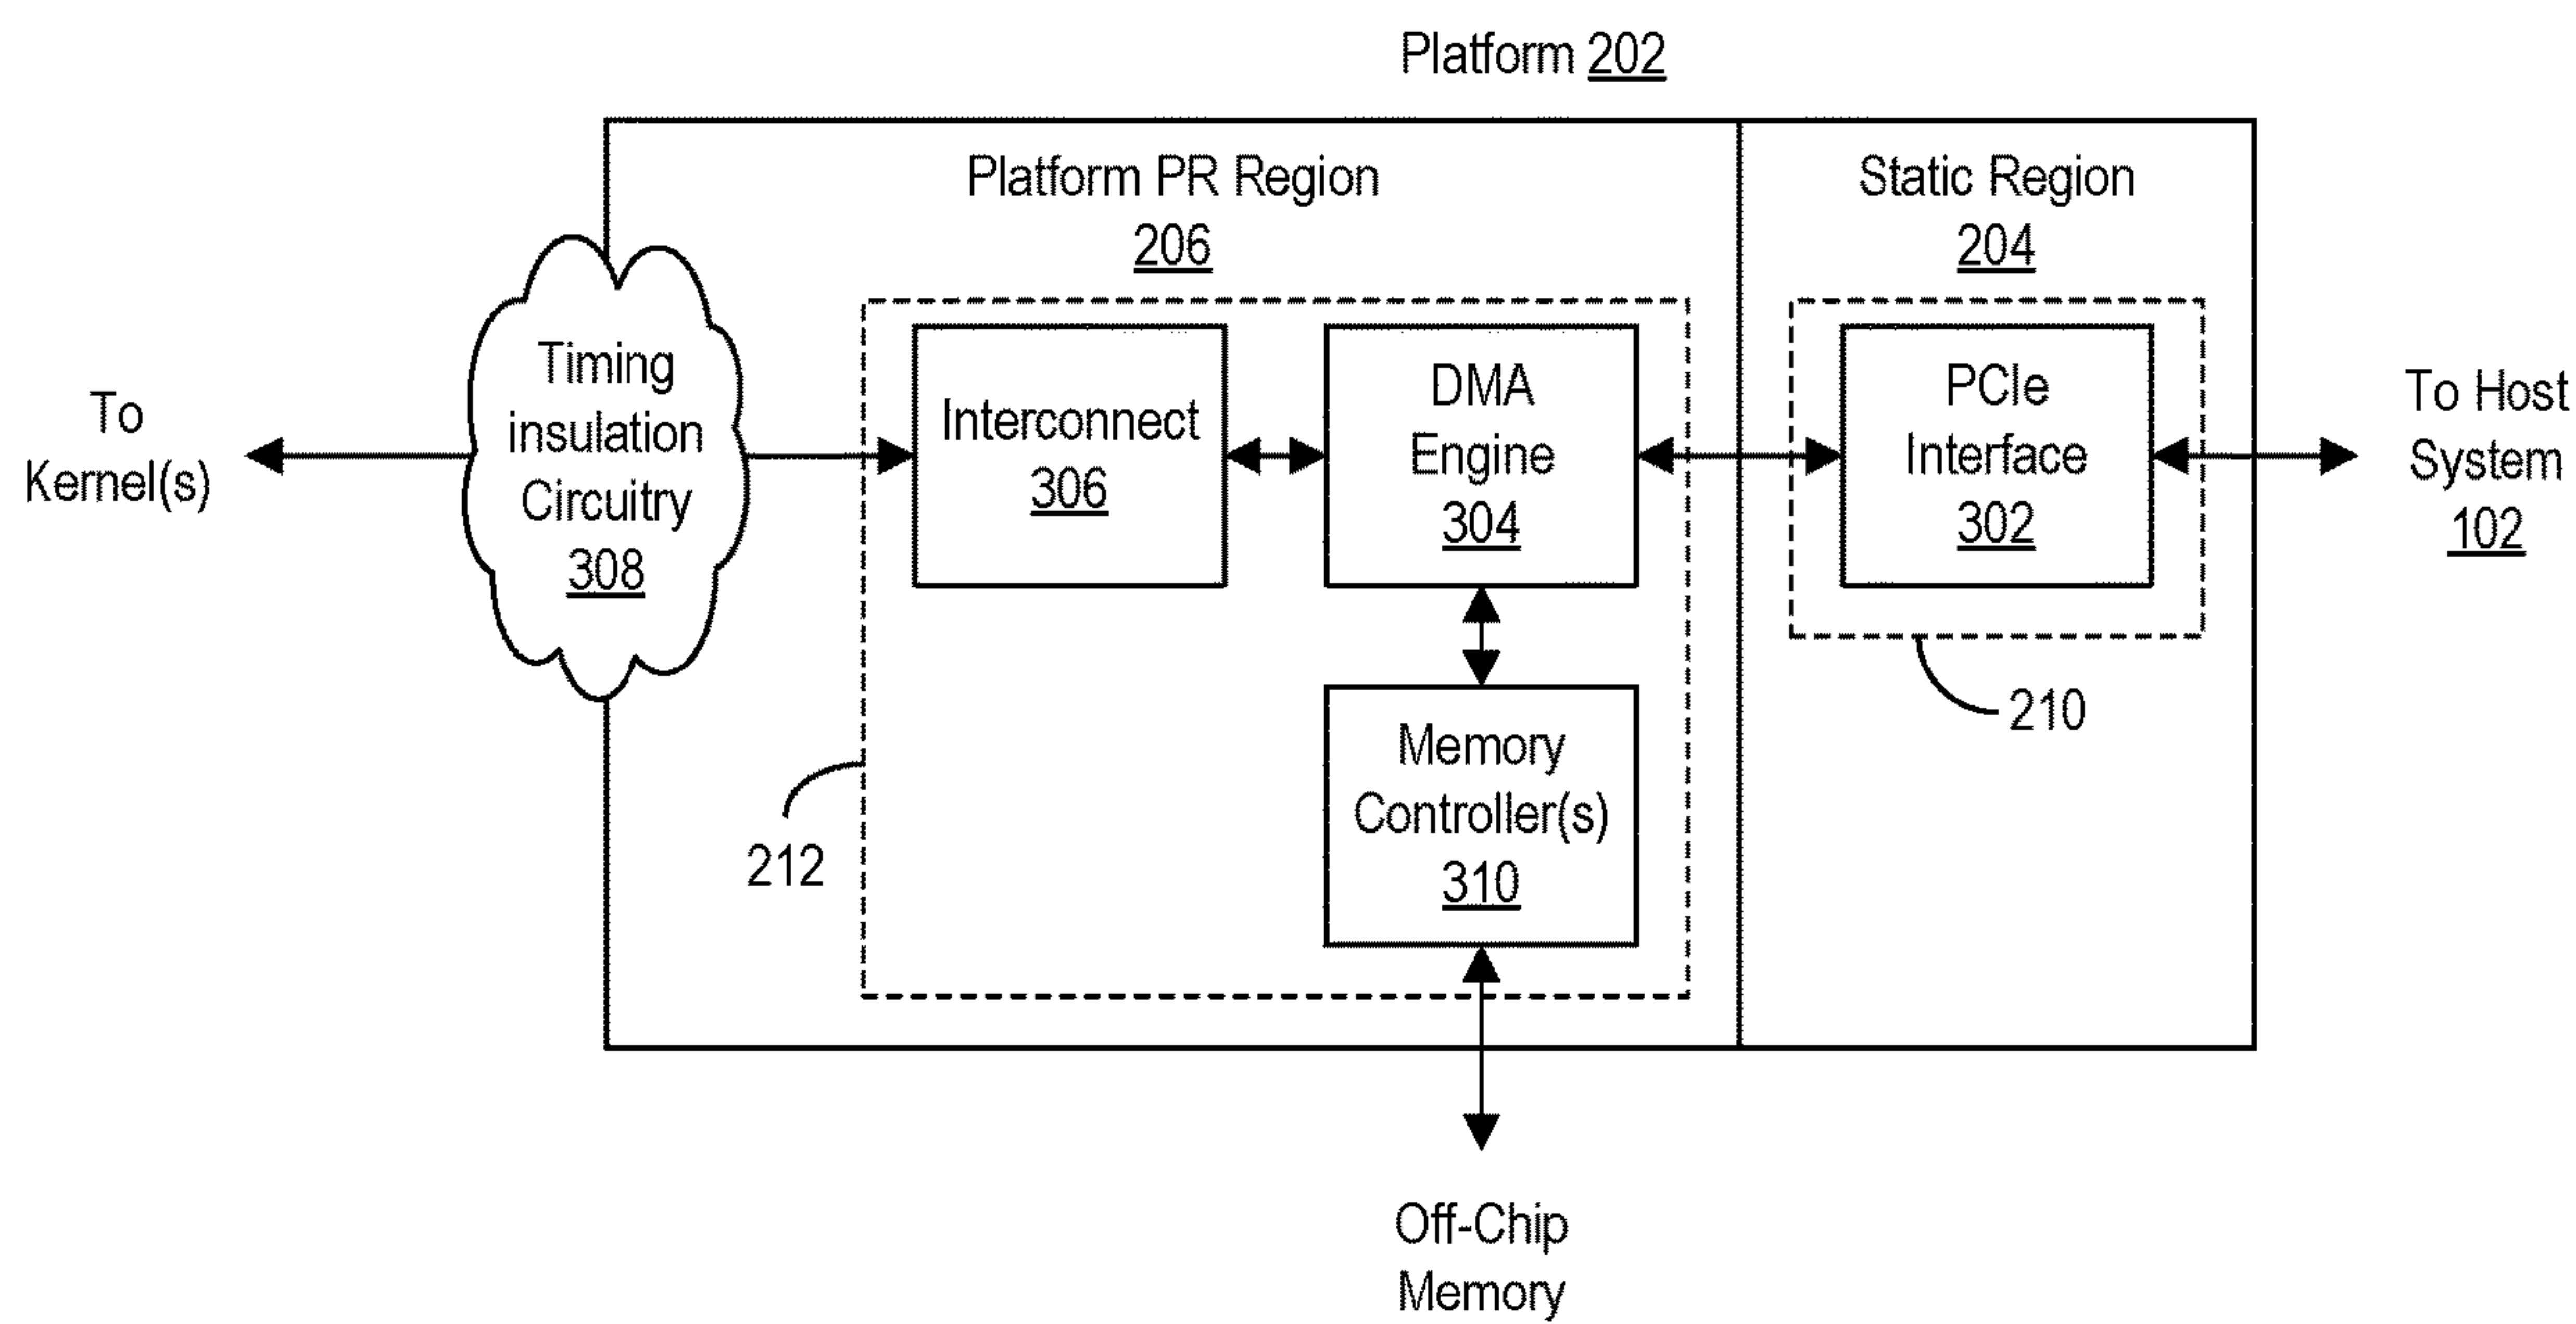 Platform 202
Platform PR Region
206
Static Region
204
To
Kernel(s)
Timing
insulation
Circuitry
308
Interconnect
306
DMA
Engine
304
PCIe
Interface
302
To Host
System
102
210
Memory
Controller(s)
310
212
Off-Chip
Memory